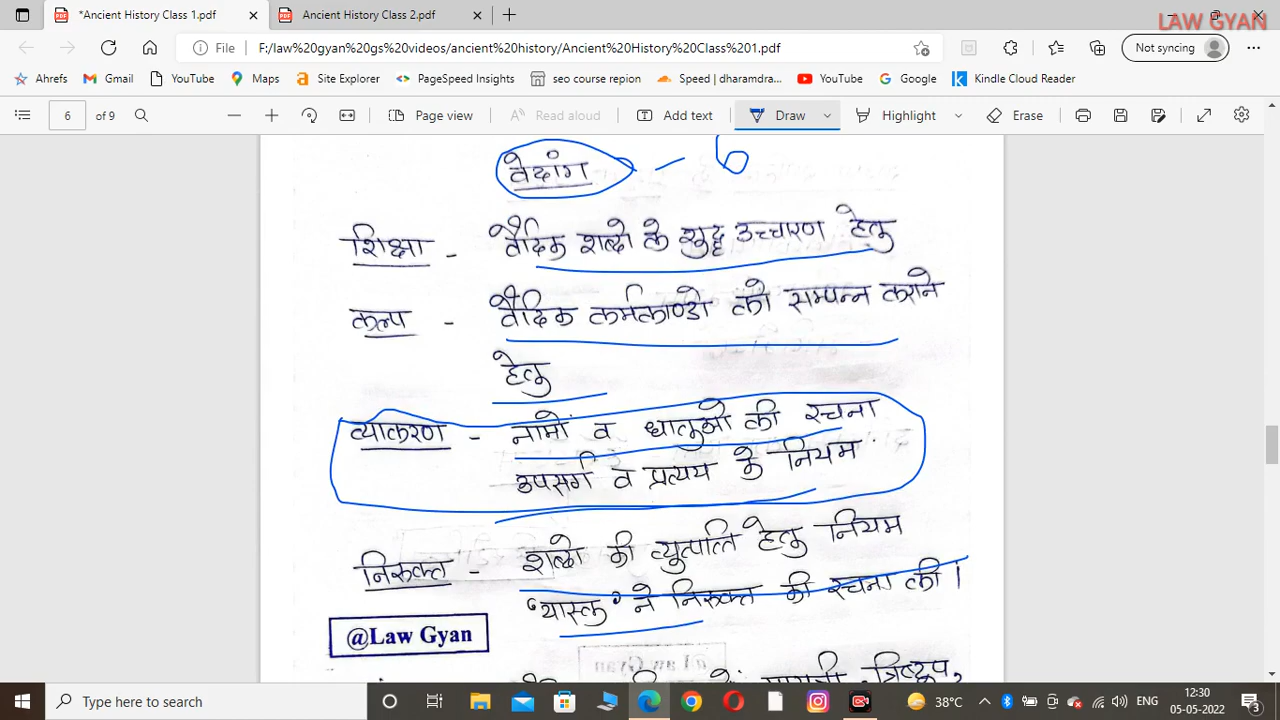 LAW GYAN
*Ancient History Class 1.pdf
Ancient History Class 2.pdf
File
F:/law%20gyan%20gs%20videos/ancient%20history/Ancient%20History%20Class%201.pdf
Not syncing
Ahrefs
Gmail
YouTube
Maps
Site Explorer
PageSpeed Insights
seo course repion
Speed | dharamdra...
YouTube
Google
Kindle Cloud Reader
6 of 9
Page view
Read aloud
Add text
Draw
Highlight
Erase
वेदांग - 6
शिक्षा - वैदिक शब्दो के शुद्ध उच्चारण हेतु
कल्प - वैदिक कर्मकाण्डो को सम्पन्न कराने
हेतु
व्याकरण - नामों व धातुओ की रचना
उपसर्ग व प्रत्यय के नियम
निरुक्त - शब्दो की व्युत्पत्ति हेतु नियम
'यास्क' ने निरुक्त की रचना की।
@Law Gyan
Type here to search
38°C
ENG
12:30
05-05-2022
3